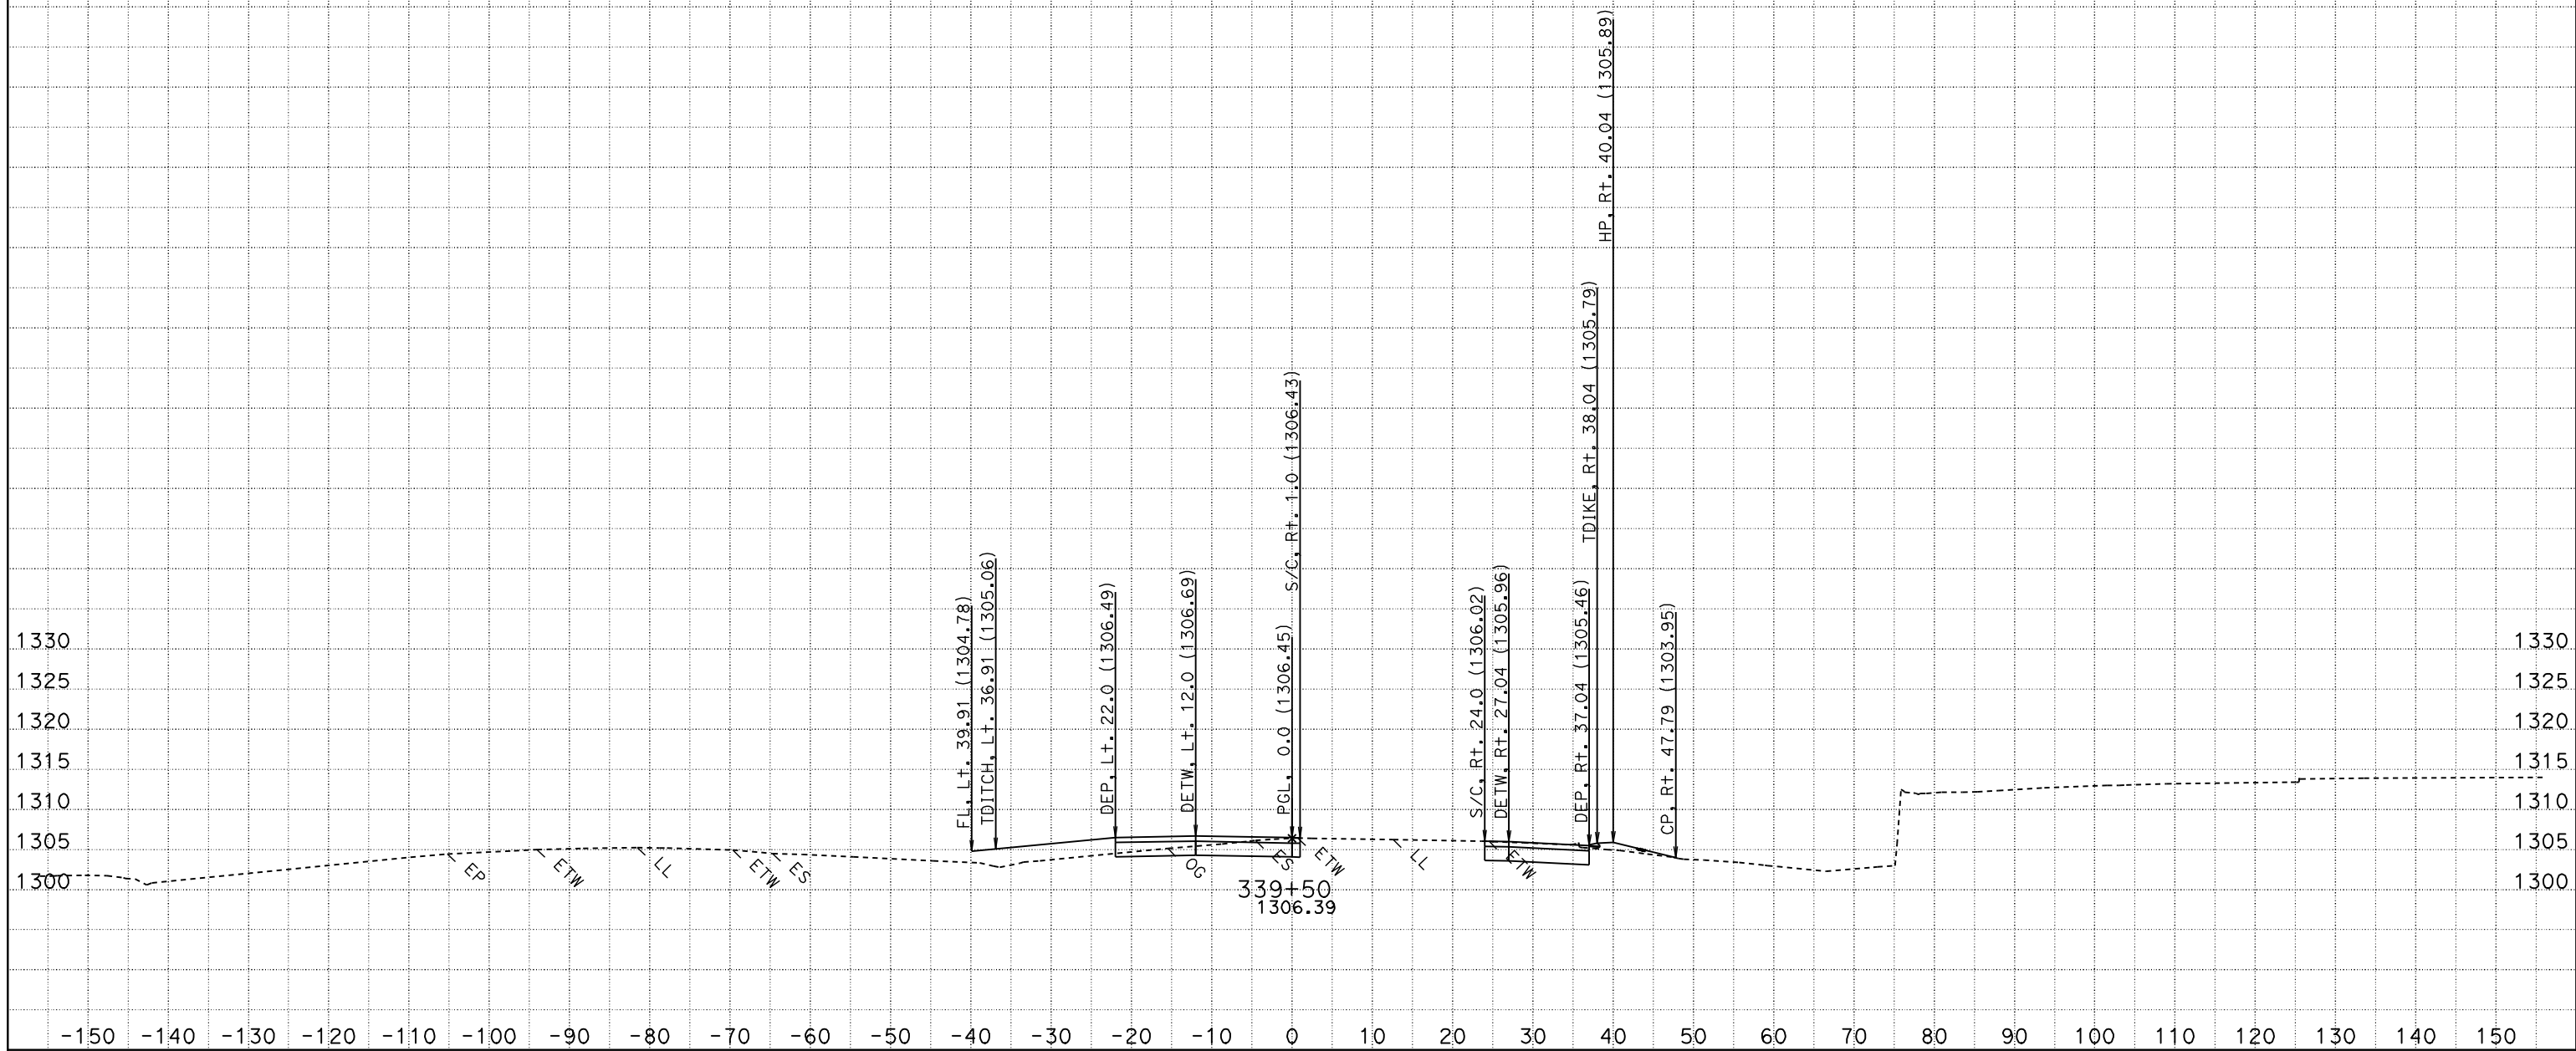 HP, Rt. 40.04 (1305.89)
TDIKE, Rt. 38.04 (1305.79)
S/C, Rt. 1.0 (1306.43)
FL, Lt. 39.91 (1304.78)
TDITCH, Lt. 36.91 (1305.06)
DEP, Lt. 22.0 (1306.49)
DETW, Lt. 12.0 (1306.69)
PGL, 0.0 (1306.45)
S/C, Rt. 24.0 (1306.02)
DETW, Rt. 27.04 (1305.96)
DEP, Rt. 37.04 (1305.46)
CP, Rt. 47.79 (1303.95)
1330 1330
1325 1325
1320 1320
1315 1315
1310 1310
1305 1305
1300 1300
EP
ETW
LL
ETW
ES
OG
ES
ETW
LL
ETW
339+50
1306.39
-150 -140 -130 -120 -110 -100 -90 -80 -70 -60 -50 -40 -30 -20 -10 0 10 20 30 40 50 60 70 80 90 100 110 120 130 140 150